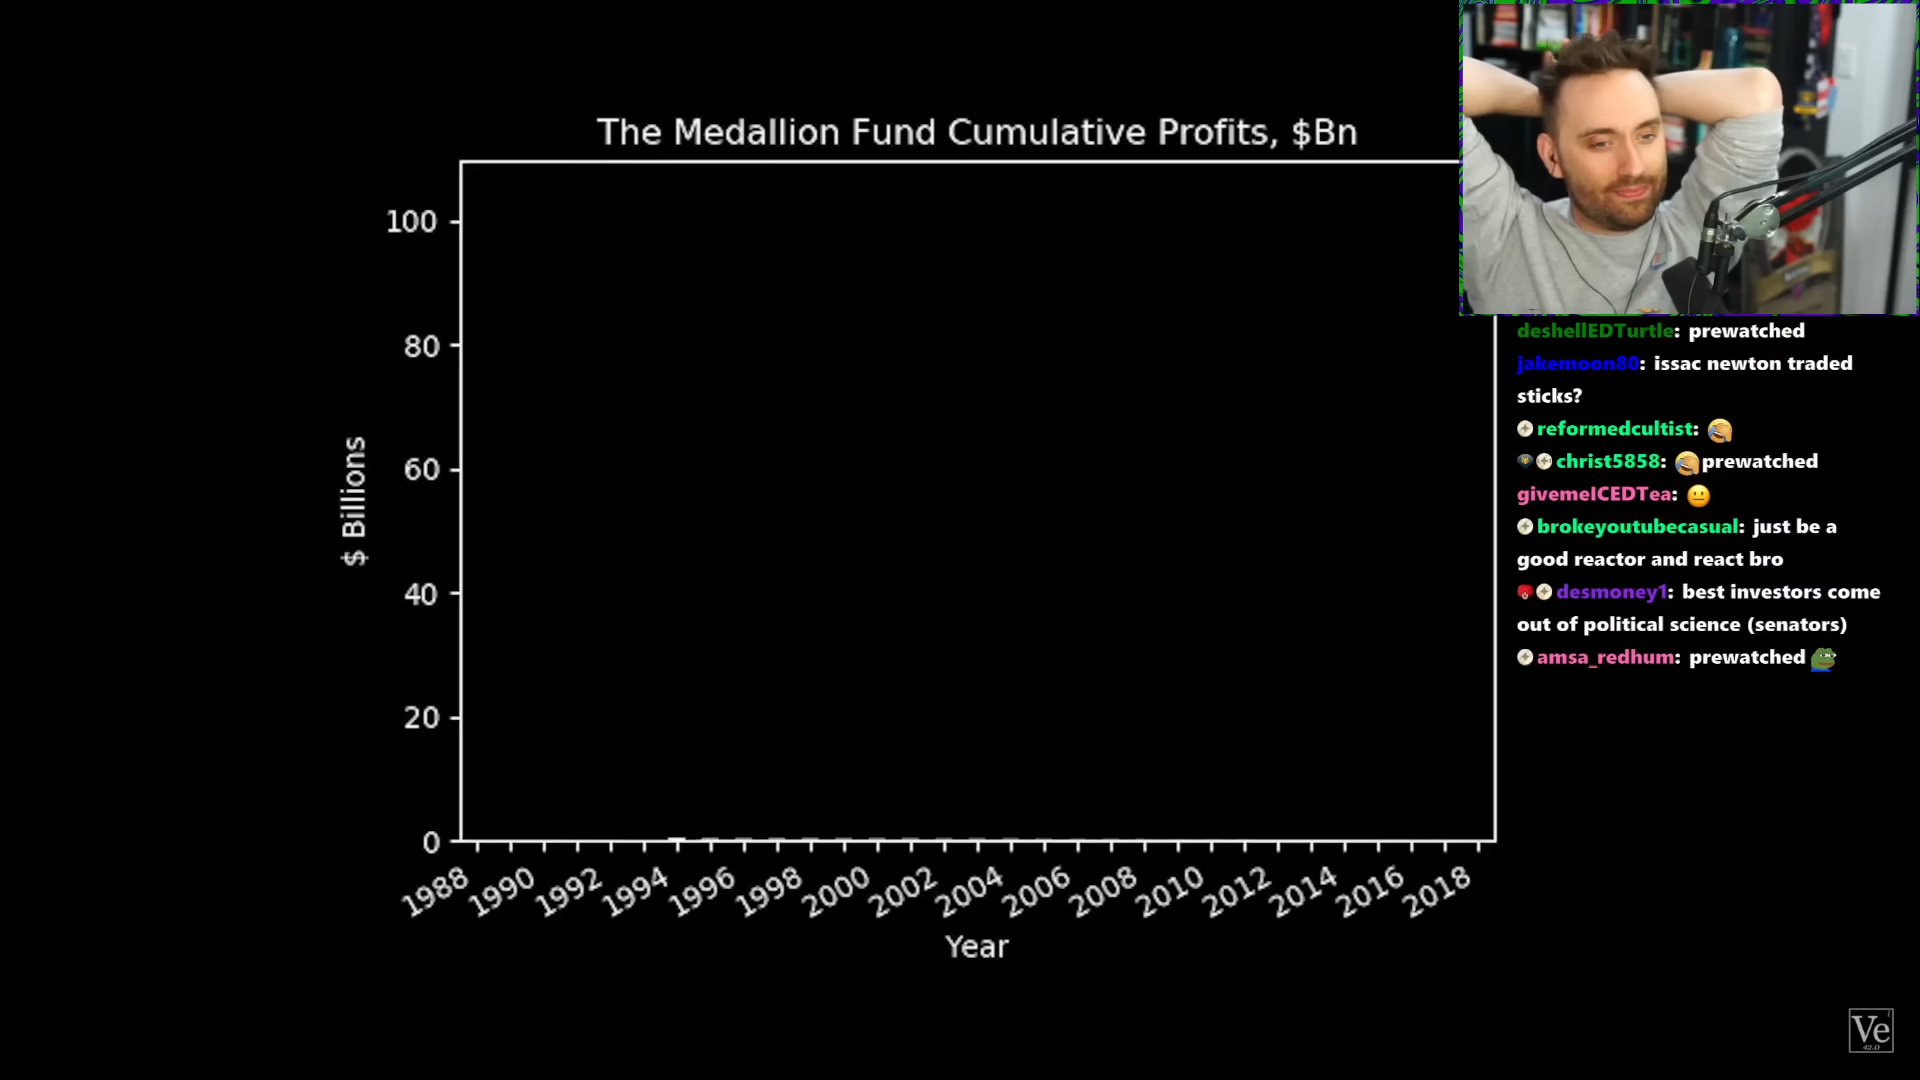 The Medallion Fund Cumulative Profits, $Bn
100
80
60
40
20
0
$ Billions
1988 1990 1992 1994 1996 1998 2000 2002 2004 2006 2008 2010 2012 2014 2016 2018
Year
deshellEDTurtle: prewatched
jakemoon80: issac newton traded
sticks?
reformedcultist:
christ5858: prewatched
givemeICEDTea:
brokeyoutubecasual: just be a
good reactor and react bro
desmoney1: best investors come
out of political science (senators)
amsa_redhum: prewatched
Ve
42.0